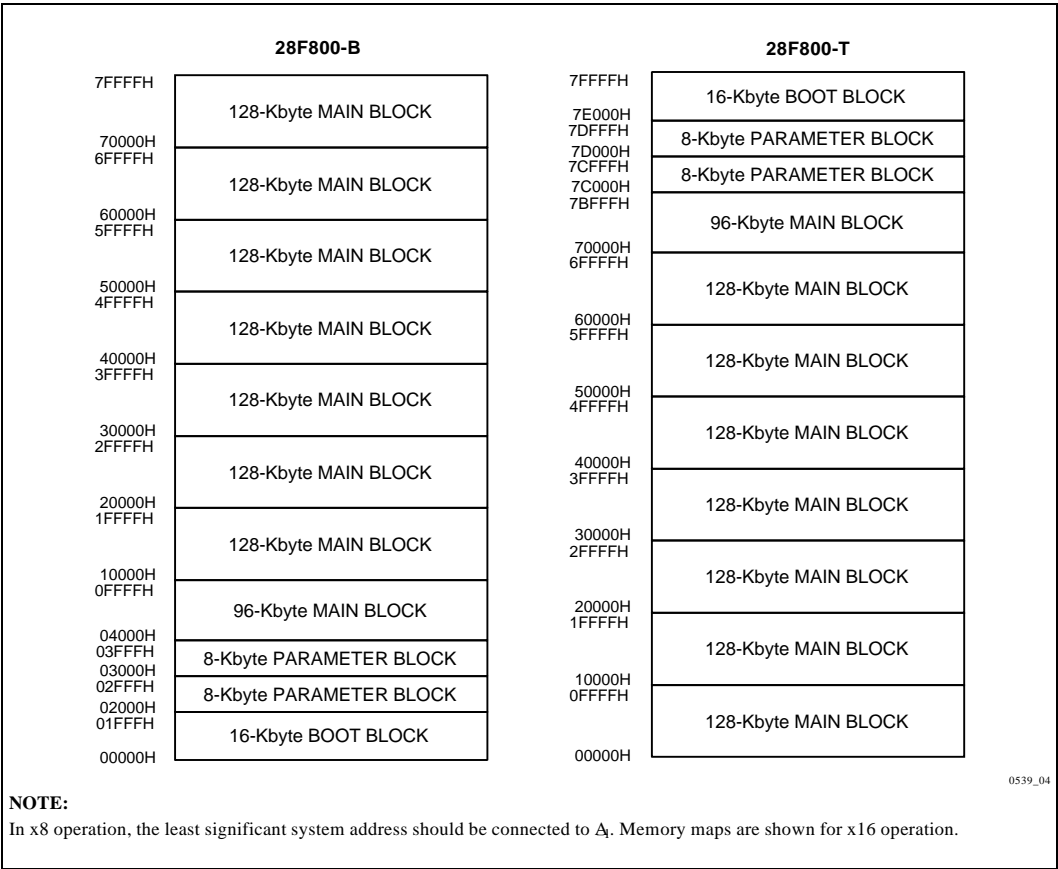 28F800-B
7FFFFH
128-Kbyte MAIN BLOCK
70000H
6FFFFH
128-Kbyte MAIN BLOCK
60000H
5FFFFH
128-Kbyte MAIN BLOCK
50000H
4FFFFH
128-Kbyte MAIN BLOCK
40000H
3FFFFH
128-Kbyte MAIN BLOCK
30000H
2FFFFH
128-Kbyte MAIN BLOCK
20000H
1FFFFH
128-Kbyte MAIN BLOCK
10000H
0FFFFH
96-Kbyte MAIN BLOCK
04000H
03FFFH
8-Kbyte PARAMETER BLOCK
03000H
02FFFH
8-Kbyte PARAMETER BLOCK
02000H
01FFFH
16-Kbyte BOOT BLOCK
00000H
28F800-T
7FFFFH
16-Kbyte BOOT BLOCK
7E000H
7DFFFH
8-Kbyte PARAMETER BLOCK
7D000H
7CFFFH
8-Kbyte PARAMETER BLOCK
7C000H
7BFFFH
96-Kbyte MAIN BLOCK
70000H
6FFFFH
128-Kbyte MAIN BLOCK
60000H
5FFFFH
128-Kbyte MAIN BLOCK
50000H
4FFFFH
128-Kbyte MAIN BLOCK
40000H
3FFFFH
128-Kbyte MAIN BLOCK
30000H
2FFFFH
128-Kbyte MAIN BLOCK
20000H
1FFFFH
128-Kbyte MAIN BLOCK
10000H
0FFFFH
128-Kbyte MAIN BLOCK
00000H
0539_04
NOTE:
In x8 operation, the least significant system address should be connected to . Memory maps are shown for x16 operation.